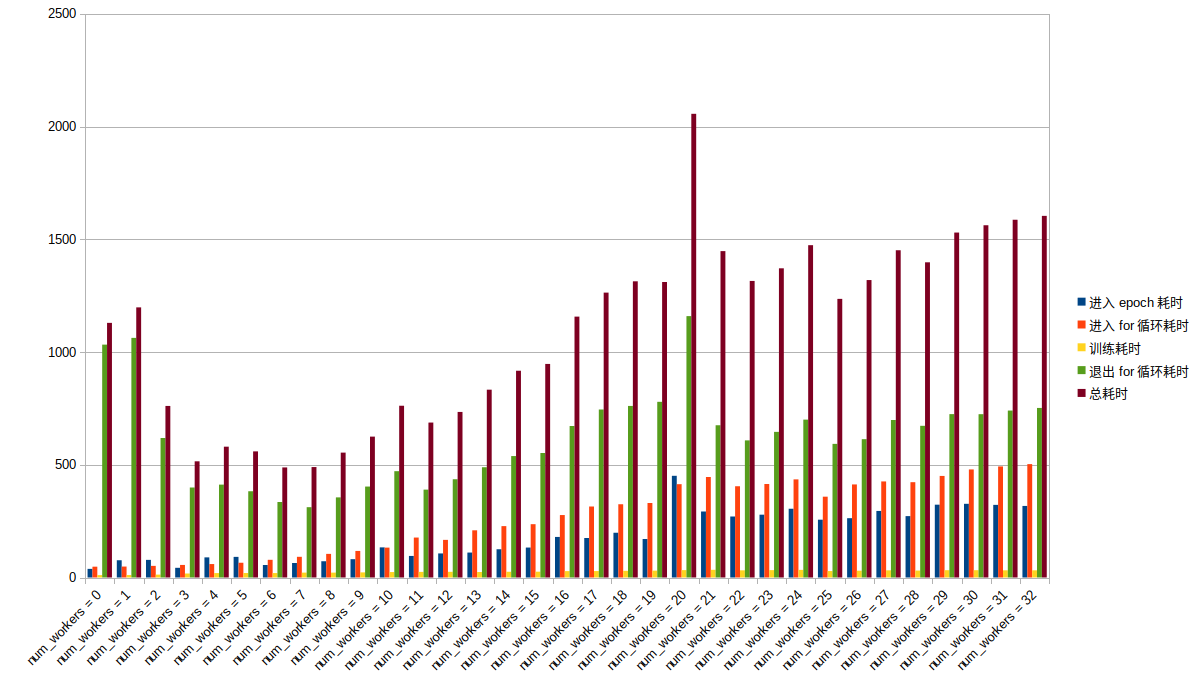 2500
2000
1500
1000
500
0
num_workers = 0
num_workers = 1
num_workers = 2
num_workers = 3
num_workers = 4
num_workers = 5
num_workers = 6
num_workers = 7
num_workers = 8
num_workers = 9
num_workers = 10
num_workers = 11
num_workers = 12
num_workers = 13
num_workers = 14
num_workers = 15
num_workers = 16
num_workers = 17
num_workers = 18
num_workers = 19
num_workers = 20
num_workers = 21
num_workers = 22
num_workers = 23
num_workers = 24
num_workers = 25
num_workers = 26
num_workers = 27
num_workers = 28
num_workers = 29
num_workers = 30
num_workers = 31
num_workers = 32
进入 epoch 耗时
进入 for 循环耗时
训练耗时
退出 for 循环耗时
总耗时